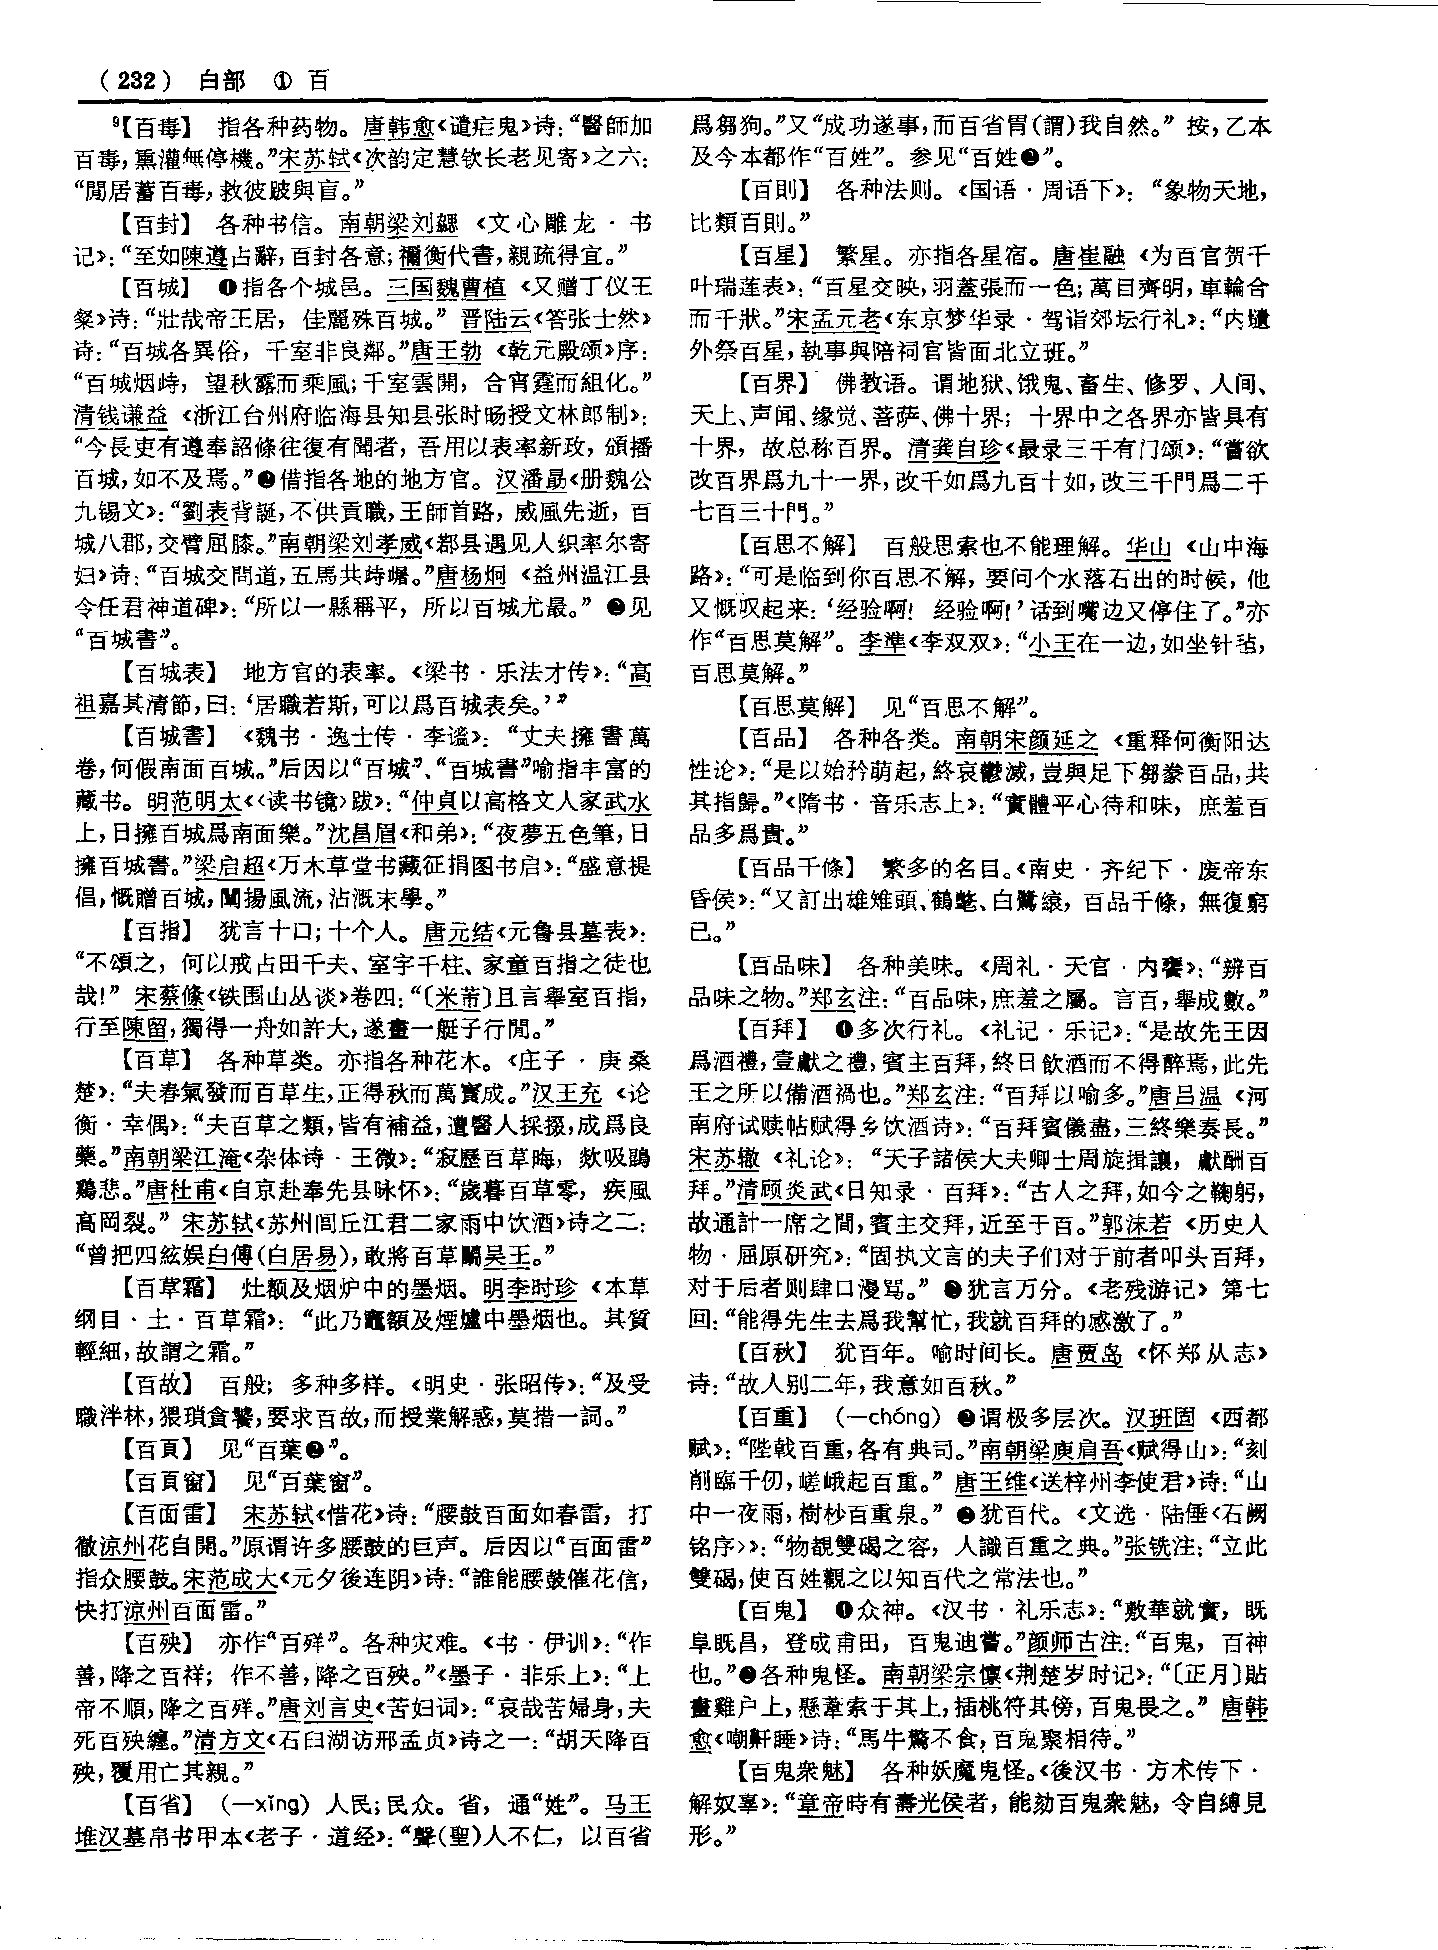 (232) 白部 ① 百
⁹【百毒】 指各种药物。唐韩愈《谴疟鬼》诗:“醫師加
百毒,熏灌無停機。”宋苏轼《次韵定慧钦长老见寄》之六:
“閒居蓄百毒,救彼跛與盲。”
【百封】 各种书信。南朝梁刘勰《文心雕龙·书
记》:“至如陳遵占辭,百封各意;禰衡代書,親疏得宜。”
【百城】 ❶指各个城邑。三国魏曹植《又赠丁仪王
粲》诗:“壯哉帝王居,佳麗殊百城。”晋陆云《答张士然》
诗:“百城各異俗,千室非良鄰。”唐王勃《乾元殿颂》序:
“百城烟峙,望秋露而乘風;千室雲開,合宵霆而組化。”
清钱谦益《浙江台州府临海县知县张时旸授文林郎制》:
“今長吏有遵奉詔條往復有聞者,吾用以表率新政,頒播
百城,如不及焉。”❷借指各地的地方官。汉潘勗《册魏公
九锡文》:“劉表背誕,不供貢職,王師首路,威風先逝,百
城八郡,交臂屈膝。”南朝梁刘孝威《鄀县遇见人织率尔寄
妇》诗:“百城交問道,五馬共跱𨄄。”唐杨炯《益州温江县
令任君神道碑》:“所以一縣稱平,所以百城尤最。”❸见
“百城書”。
【百城表】 地方官的表率。《梁书·乐法才传》:“高
祖嘉其清節,曰:‘居職若斯,可以爲百城表矣。’”
【百城書】 《魏书·逸士传·李谧》:“丈夫擁書萬
卷,何假南面百城。”后因以“百城”、“百城書”喻指丰富的
藏书。明范明太《〈读书镜〉跋》:“仲貞以高格文人家武水
上,日擁百城爲南面樂。”沈昌眉《和弟》:“夜夢五色筆,日
擁百城書。”梁启超《万木草堂书藏征捐图书启》:“盛意提
倡,慨贈百城,闡揚風流,沾溉末學。”
【百指】 犹言十口;十个人。唐元结《元鲁县墓表》:
“不頌之,何以戒占田千夫、室宇千柱、家童百指之徒也
哉!”宋蔡絛《铁围山丛谈》卷四:“〔米芾〕且言舉室百指,
行至陳留,獨得一舟如許大,遂畫一艇子行閒。”
【百草】 各种草类。亦指各种花木。《庄子·庚桑
楚》:“夫春氣發而百草生,正得秋而萬寳成。”汉王充《论
衡·幸偶》:“夫百草之類,皆有補益,遭醫人採掇,成爲良
藥。”南朝梁江淹《杂体诗·王微》:“寂歷百草晦,欻吸鵾
鷄悲。”唐杜甫《自京赴奉先县咏怀》:“歲暮百草零,疾風
高岡裂。”宋苏轼《苏州闾丘江君二家雨中饮酒》诗之二:
“曾把四絃娱白傅(白居易),敢將百草鬭吴王。”
【百草霜】 灶额及烟炉中的墨烟。明李时珍《本草
纲目·土·百草霜》:“此乃竈額及煙爐中墨烟也。其質
輕細,故謂之霜。”
【百故】 百般;多种多样。《明史·张昭传》:“及受
職泮林,猥瑣貪饕,要求百故,而授業解惑,莫措一詞。”
【百頁】 见“百葉❷”。
【百頁窗】 见“百葉窗”。
【百面雷】 宋苏轼《惜花》诗:“腰鼓百面如春雷,打
徹涼州花自開。”原谓许多腰鼓的巨声。后因以“百面雷”
指众腰鼓。宋范成大《元夕後连阴》诗:“誰能腰鼓催花信,
快打涼州百面雷。”
【百殃】 亦作“百殍”。各种灾难。《书·伊训》:“作
善,降之百祥;作不善,降之百殃。”《墨子·非乐上》:“上
帝不順,降之百殍。”唐刘言史《苦妇词》:“哀哉苦婦身,夫
死百殃纏。”清方文《石臼湖访邢孟贞》诗之一:“胡天降百
殃,覆用亡其親。”
【百省】 (—xǐng) 人民;民众。省,通“姓”。马王
堆汉墓帛书甲本《老子·道经》:“聲(聖)人不仁,以百省
爲芻狗。”又“成功遂事,而百省胃(謂)我自然。”按,乙本
及今本都作“百姓”。参见“百姓❷”。
【百則】 各种法则。《国语·周语下》:“象物天地,
比類百則。”
【百星】 繁星。亦指各星宿。唐崔融《为百官贺千
叶瑞莲表》:“百星交映,羽蓋張而一色;萬目齊明,車輪合
而千狀。”宋孟元老《东京梦华录·驾诣郊坛行礼》:“内壝
外祭百星,執事與陪祠官皆面北立班。”
【百界】 佛教语。谓地狱、饿鬼、畜生、修罗、人间、
天上、声闻、缘觉、菩萨、佛十界;十界中之各界亦皆具有
十界,故总称百界。清龚自珍《最录三千有门颂》:“嘗欲
改百界爲九十一界,改千如爲九百十如,改三千門爲二千
七百三十門。”
【百思不解】 百般思索也不能理解。华山《山中海
路》:“可是临到你百思不解,要问个水落石出的时候,他
又慨叹起来:‘经验啊!经验啊!’话到嘴边又停住了。”亦
作“百思莫解”。李準《李双双》:“小王在一边,如坐针毡,
百思莫解。”
【百思莫解】 见“百思不解”。
【百品】 各种各类。南朝宋颜延之《重释何衡阳达
性论》:“是以始矜萌起,終哀鬱滅,豈與足下芻豢百品,共
其指歸。”《隋书·音乐志上》:“實體平心待和味,庶羞百
品多爲貴。”
【百品千條】 繁多的名目。《南史·齐纪下·废帝东
昏侯》:“又訂出雄雉頭、鶴氅、白鷺縗,百品千條,無復窮
已。”
【百品味】 各种美味。《周礼·天官·内饔》:“辨百
品味之物。”郑玄注:“百品味,庶羞之屬。言百,舉成數。”
【百拜】 ❶多次行礼。《礼记·乐记》:“是故先王因
爲酒禮,壹獻之禮,賓主百拜,終日飲酒而不得醉焉,此先
王之所以備酒禍也。”郑玄注:“百拜以喻多。”唐吕温《河
南府试赎帖赋得乡饮酒诗》:“百拜賓儀盡,三終樂奏長。”
宋苏辙《礼论》:“天子諸侯大夫卿士周旋揖讓,獻酬百
拜。”清顾炎武《日知录·百拜》:“古人之拜,如今之鞠躬,
故通計一席之間,賓主交拜,近至于百。”郭沫若《历史人
物·屈原研究》:“固执文言的夫子们对于前者叩头百拜,
对于后者则肆口漫骂。”❷犹言万分。《老残游记》第七
回:“能得先生去爲我幫忙,我就百拜的感激了。”
【百秋】 犹百年。喻时间长。唐贾岛《怀郑从志》
诗:“故人别二年,我意如百秋。”
【百重】 (—chóng) ❶谓极多层次。汉班固《西都
赋》:“陛戟百重,各有典司。”南朝梁庾肩吾《赋得山》:“刻
削臨千仞,嵯峨起百重。”唐王维《送梓州李使君》诗:“山
中一夜雨,樹杪百重泉。”❷犹百代。《文选·陆倕〈石阙
铭序〉》:“物覩雙碣之容,人識百重之典。”张铣注:“立此
雙碣,使百姓觀之以知百代之常法也。”
【百鬼】 ❶众神。《汉书·礼乐志》:“敷華就實,既
阜既昌,登成甫田,百鬼迪嘗。”颜师古注:“百鬼,百神
也。”❷各种鬼怪。南朝梁宗懔《荆楚岁时记》:“〔正月〕貼
畫雞户上,懸葦索于其上,插桃符其傍,百鬼畏之。”唐韩
愈《嘲鼾睡》诗:“馬牛驚不食,百鬼聚相待。”
【百鬼衆魅】 各种妖魔鬼怪。《後汉书·方术传下·
解奴辜》:“章帝時有壽光侯者,能劾百鬼衆魅,令自縛見
形。”